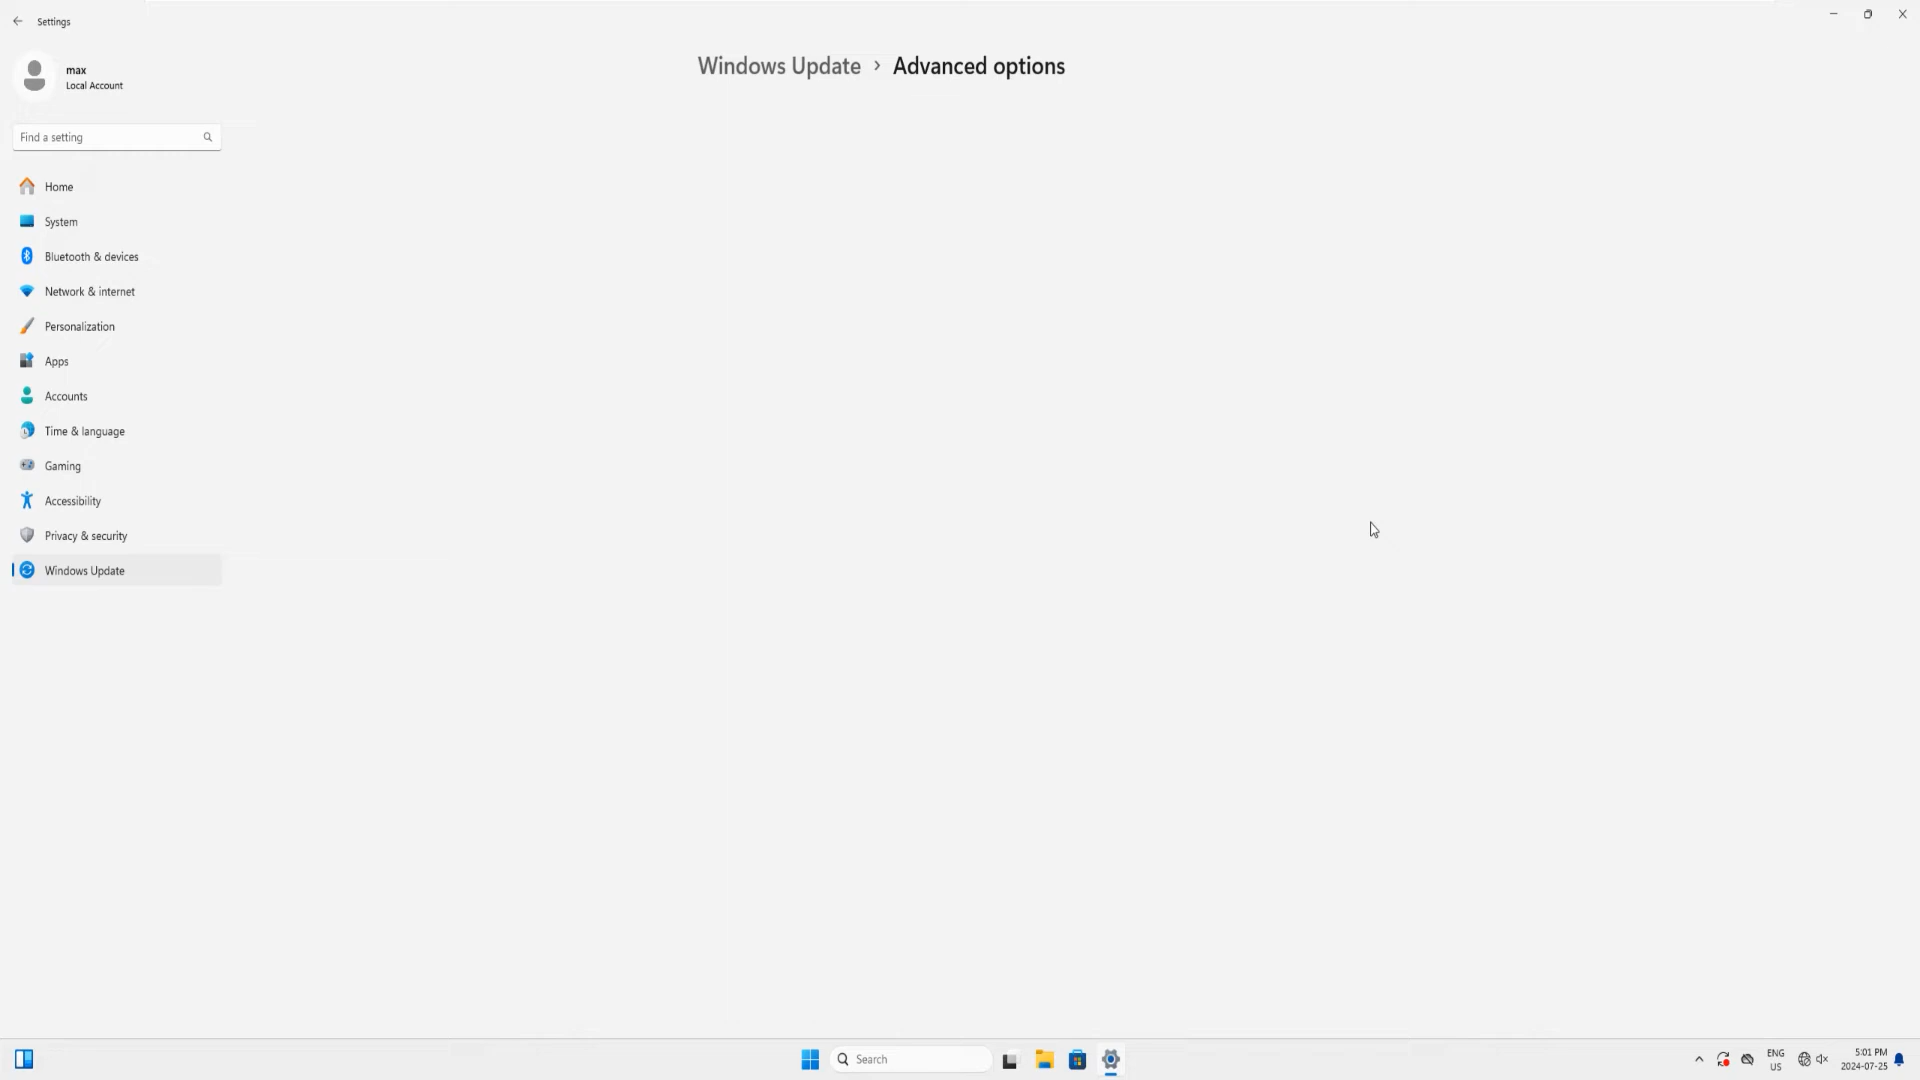 Settings
Windows Update › Advanced options
max
Local Account
Find a setting
Home
System
Bluetooth & devices
Network & internet
Personalization
Apps
Accounts
Time & language
Gaming
Accessibility
Privacy & security
Windows Update
Search
ENG
US
5:01 PM
2024-07-25